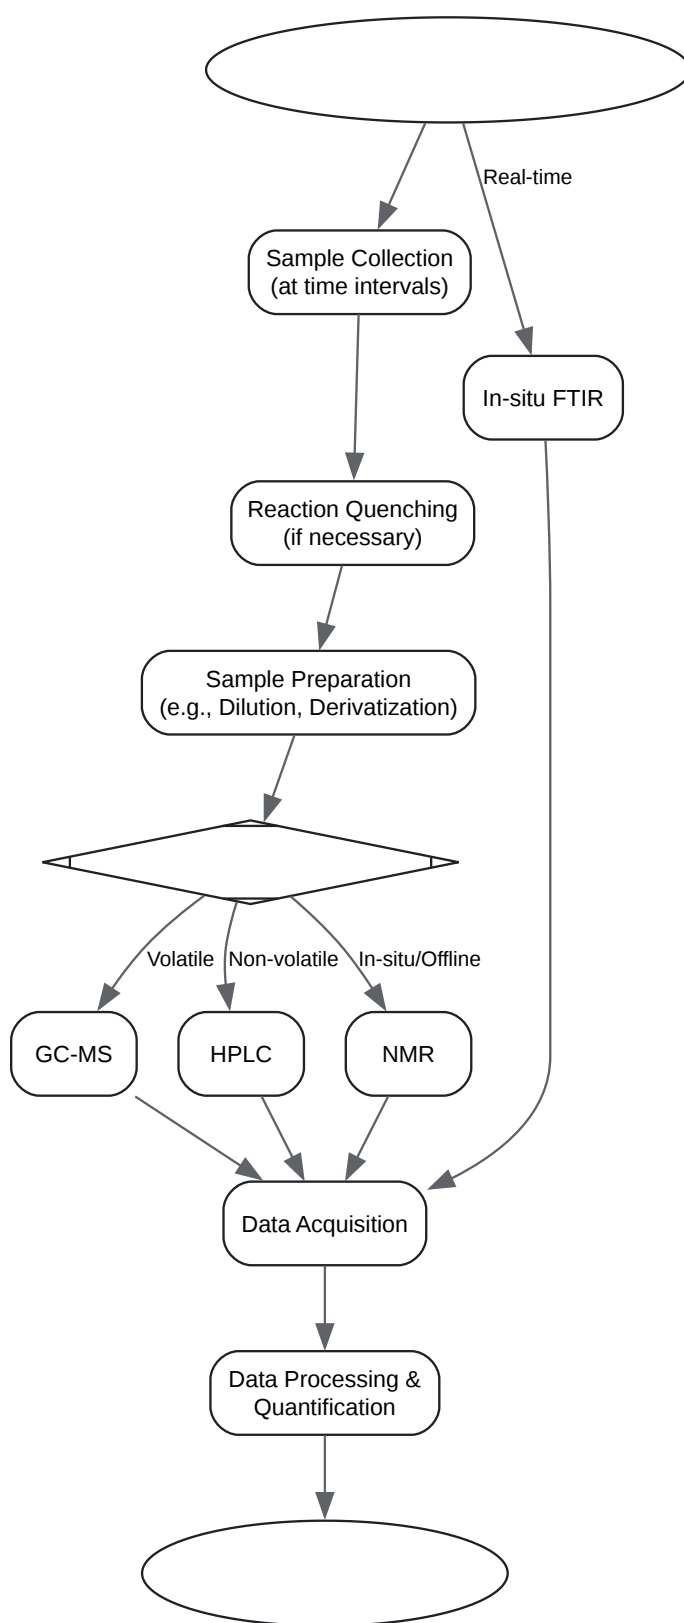 Real-time
Sample Collection
(at time intervals)
In-situ FTIR
Reaction Quenching
(if necessary)
Sample Preparation
(e.g., Dilution, Derivatization)
Volatile
Non-volatile
In-situ/Offline
GC-MS
HPLC
NMR
Data Acquisition
Data Processing &
Quantification